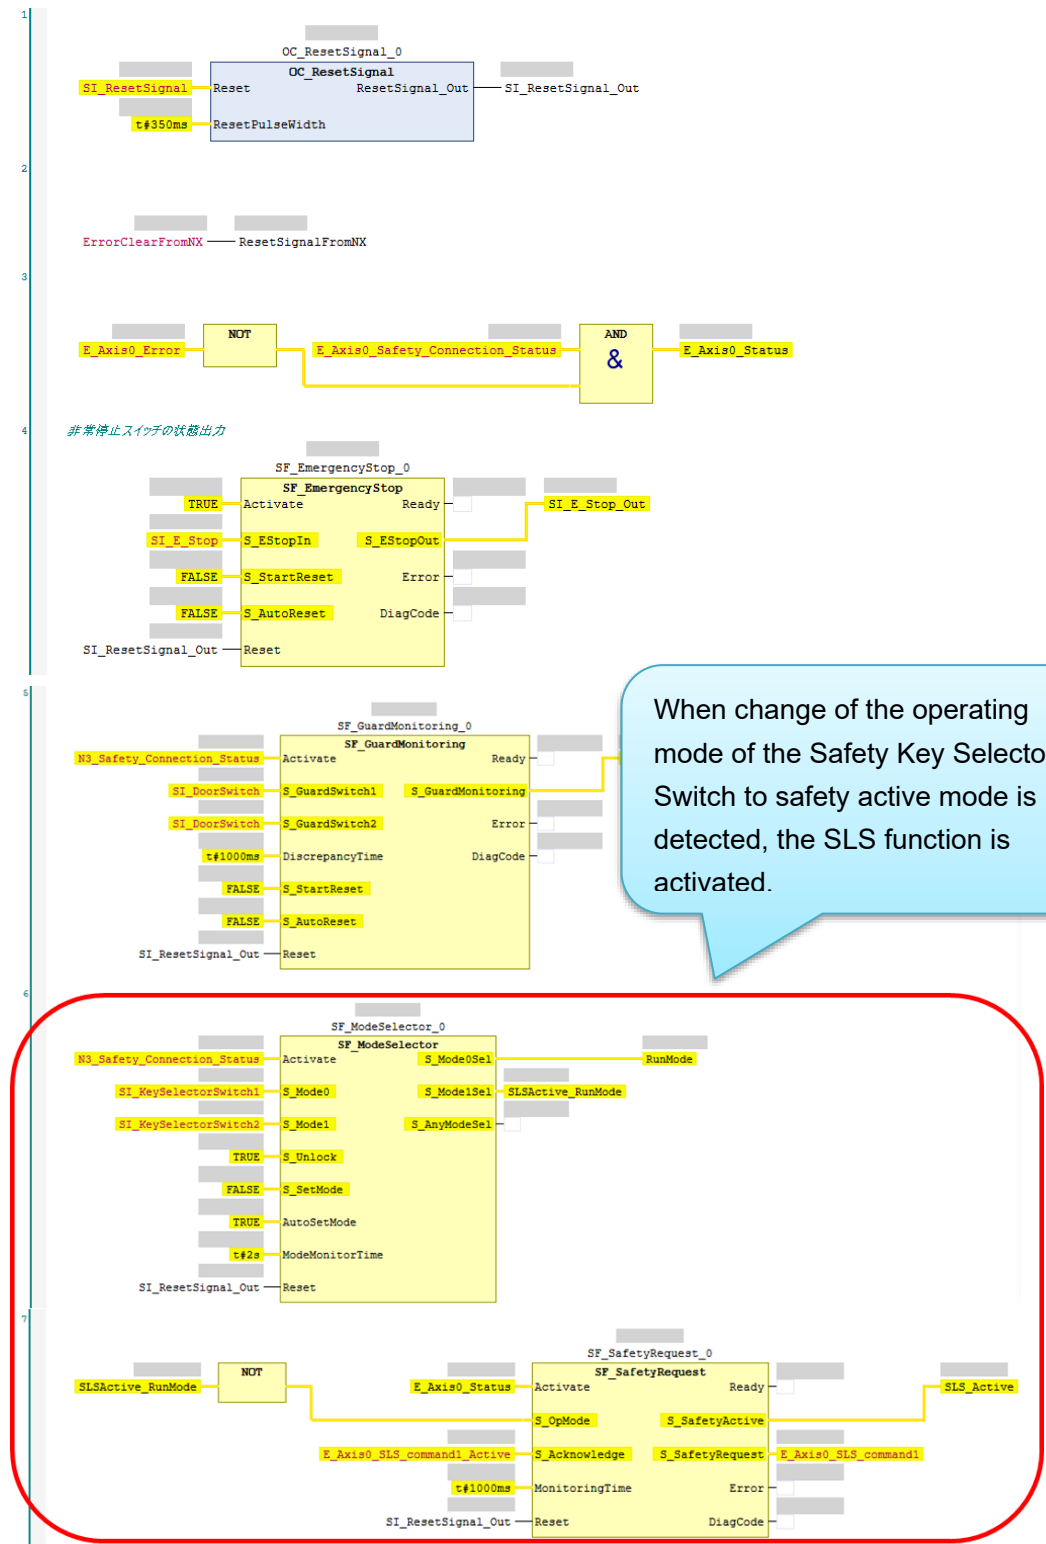 1
OC_ResetSignal_0
OC_ResetSignal
SI_ResetSignal Reset ResetSignal_Out SI_ResetSignal_Out
t#350ms ResetPulseWidth
2
ErrorClearFromNX ResetSignalFromNX
3
NOT AND
E_Axis0_Error E_Axis0_Safety_Connection_Status & E_Axis0_Status
4 非常停止スイッチの状態出力
SF_EmergencyStop_0
SF_EmergencyStop
TRUE Activate Ready SI_E_Stop_Out
SI_E_Stop S_EStopIn S_EStopOut
FALSE S_StartReset Error
FALSE S_AutoReset DiagCode
SI_ResetSignal_Out Reset
5
SF_GuardMonitoring_0
SF_GuardMonitoring
N3_Safety_Connection_Status Activate Ready
SI_DoorSwitch S_GuardSwitch1 S_GuardMonitoring
SI_DoorSwitch S_GuardSwitch2 Error
t#1000ms DiscrepancyTime DiagCode
FALSE S_StartReset
FALSE S_AutoReset
SI_ResetSignal_Out Reset
When change of the operating
mode of the Safety Key Selecto
Switch to safety active mode is
detected, the SLS function is
activated.
6
SF_ModeSelector_0
SF_ModeSelector
N3_Safety_Connection_Status Activate S_Mode0Sel RunMode
SI_KeySelectorSwitch1 S_Mode0 S_Mode1Sel SLSActive_RunMode
SI_KeySelectorSwitch2 S_Mode1 S_AnyModeSel
TRUE S_Unlock
FALSE S_SetMode
TRUE AutoSetMode
t#2s ModeMonitorTime
SI_ResetSignal_Out Reset
7
SF_SafetyRequest_0
NOT SF_SafetyRequest
SLSActive_RunMode E_Axis0_Status Activate Ready SLS_Active
S_OpMode S_SafetyActive
E_Axis0_SLS_command1_Active S_Acknowledge S_SafetyRequest E_Axis0_SLS_command1
t#1000ms MonitoringTime Error
SI_ResetSignal_Out Reset DiagCode